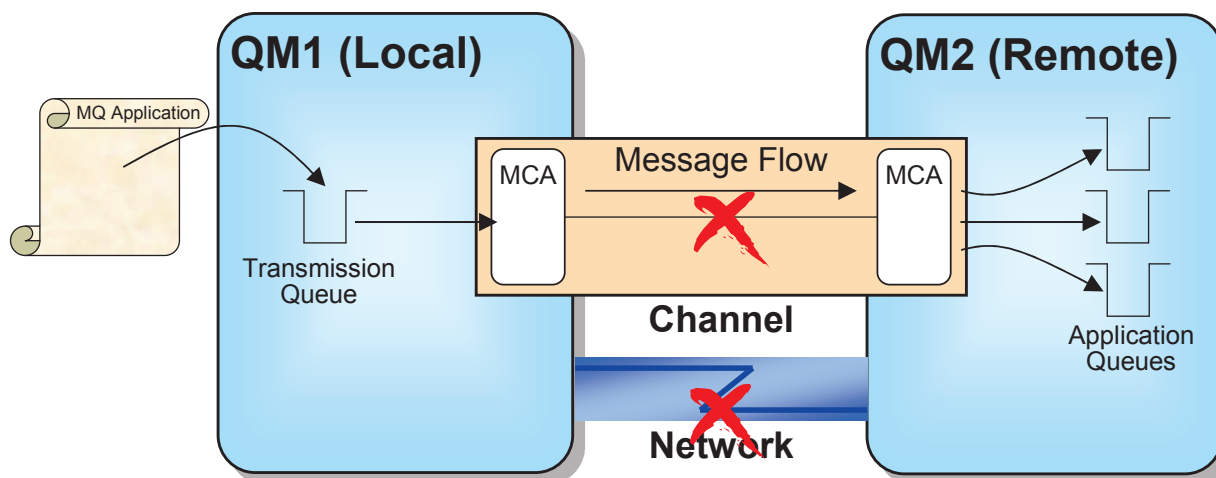 QM1 (Local)
QM2 (Remote)
MQ Application
MCA
Message Flow
MCA
Transmission
Queue
Channel
Application
Queues
Network